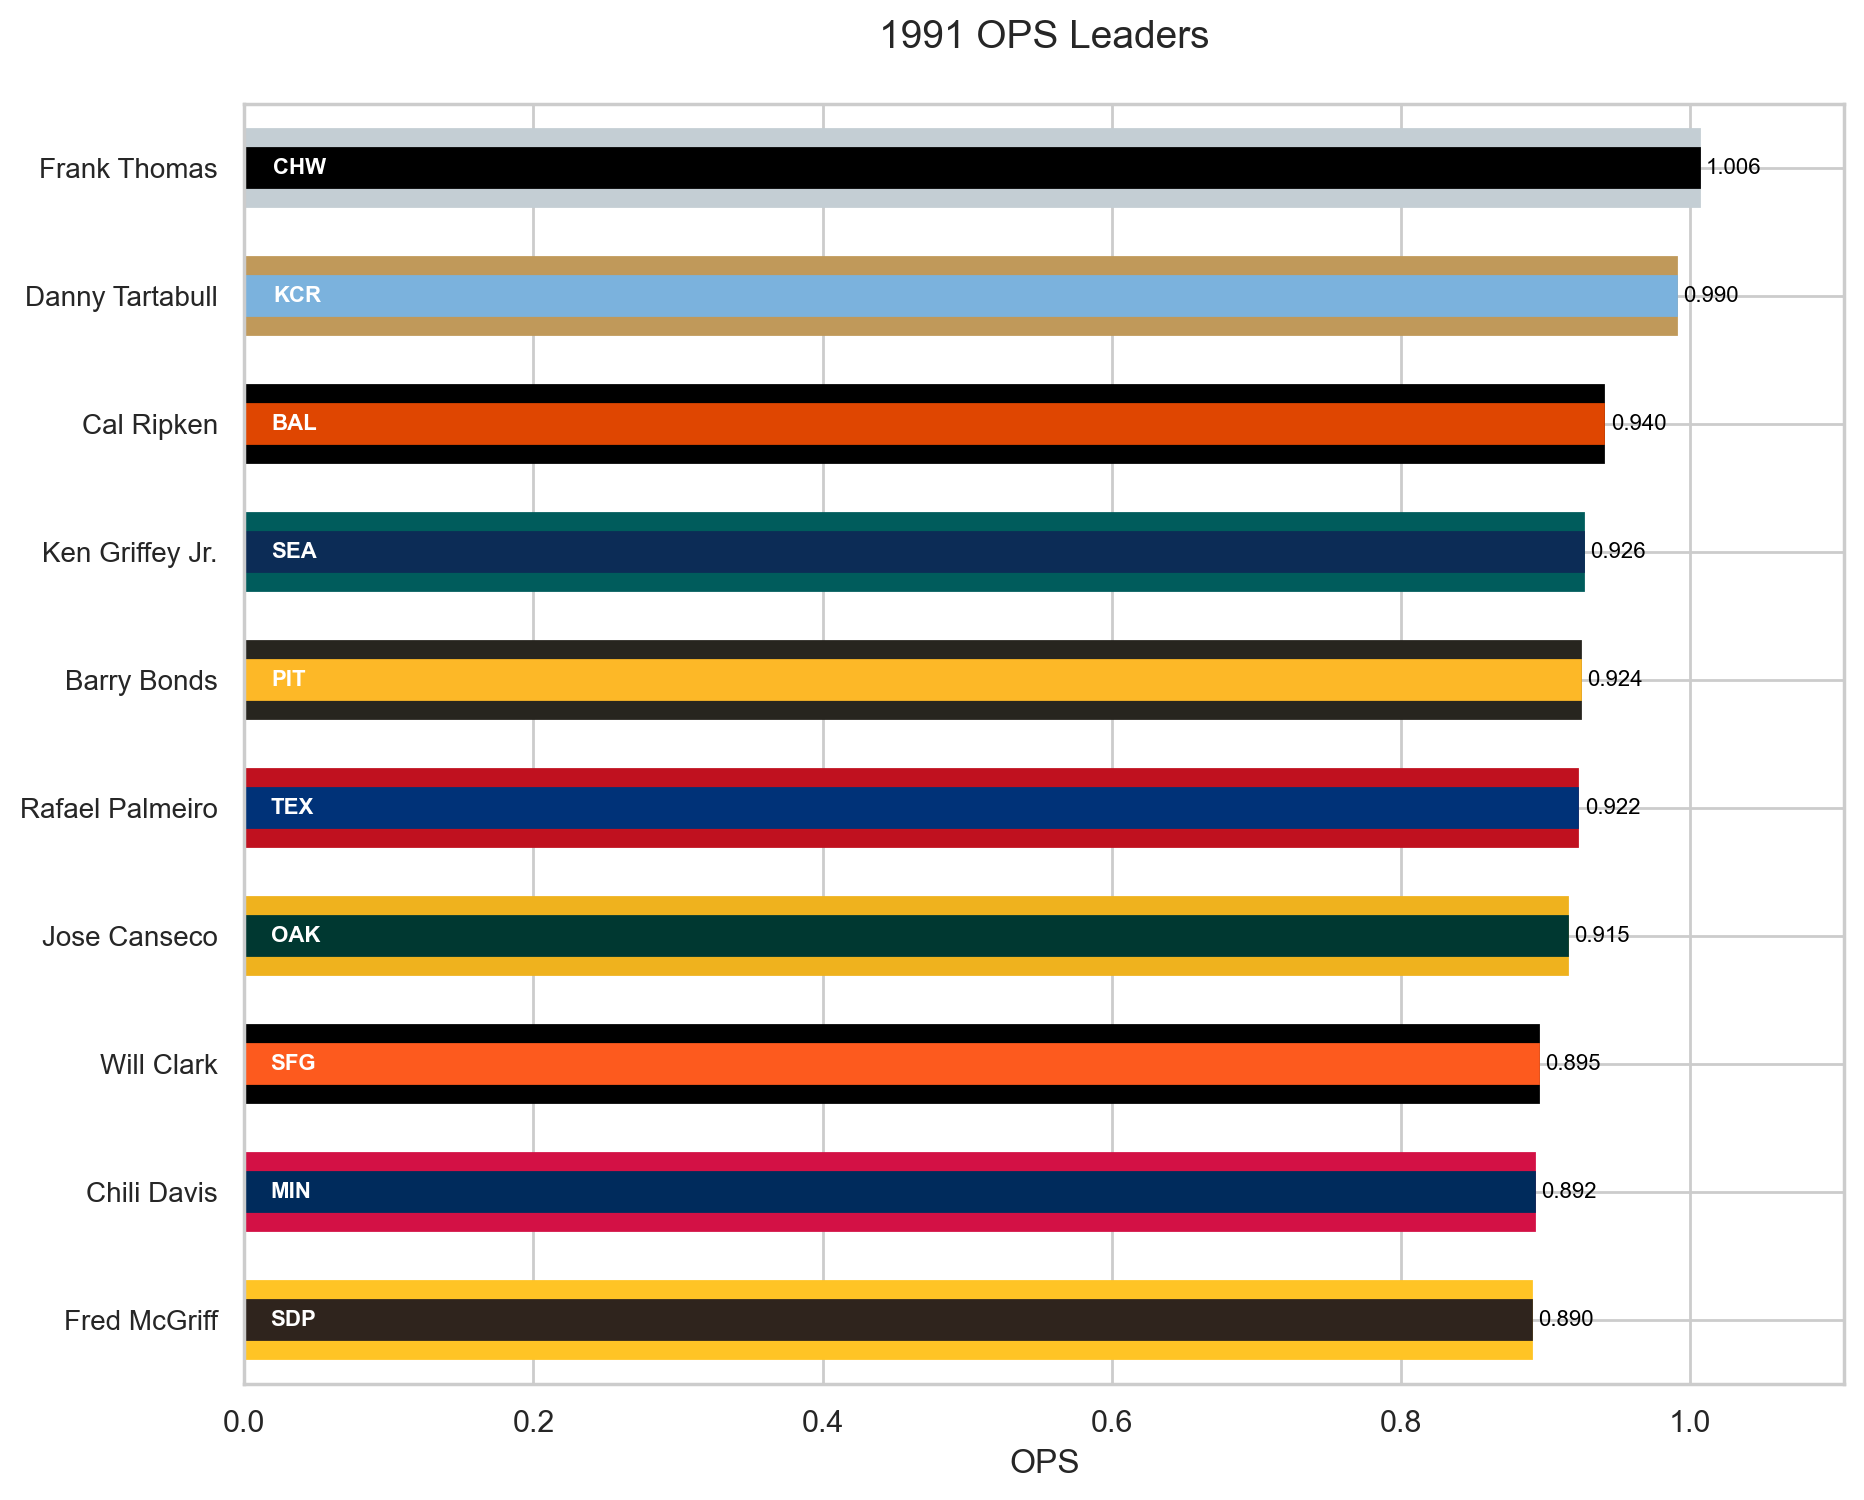 1991 OPS Leaders
Frank Thomas CHW 1.006
Danny Tartabull KCR 0.990
Cal Ripken BAL 0.940
Ken Griffey Jr. SEA 0.926
Barry Bonds PIT 0.924
Rafael Palmeiro TEX 0.922
Jose Canseco OAK 0.915
Will Clark SFG 0.895
Chili Davis MIN 0.892
Fred McGriff SDP 0.890
0.0 0.2 0.4 0.6 0.8 1.0
OPS